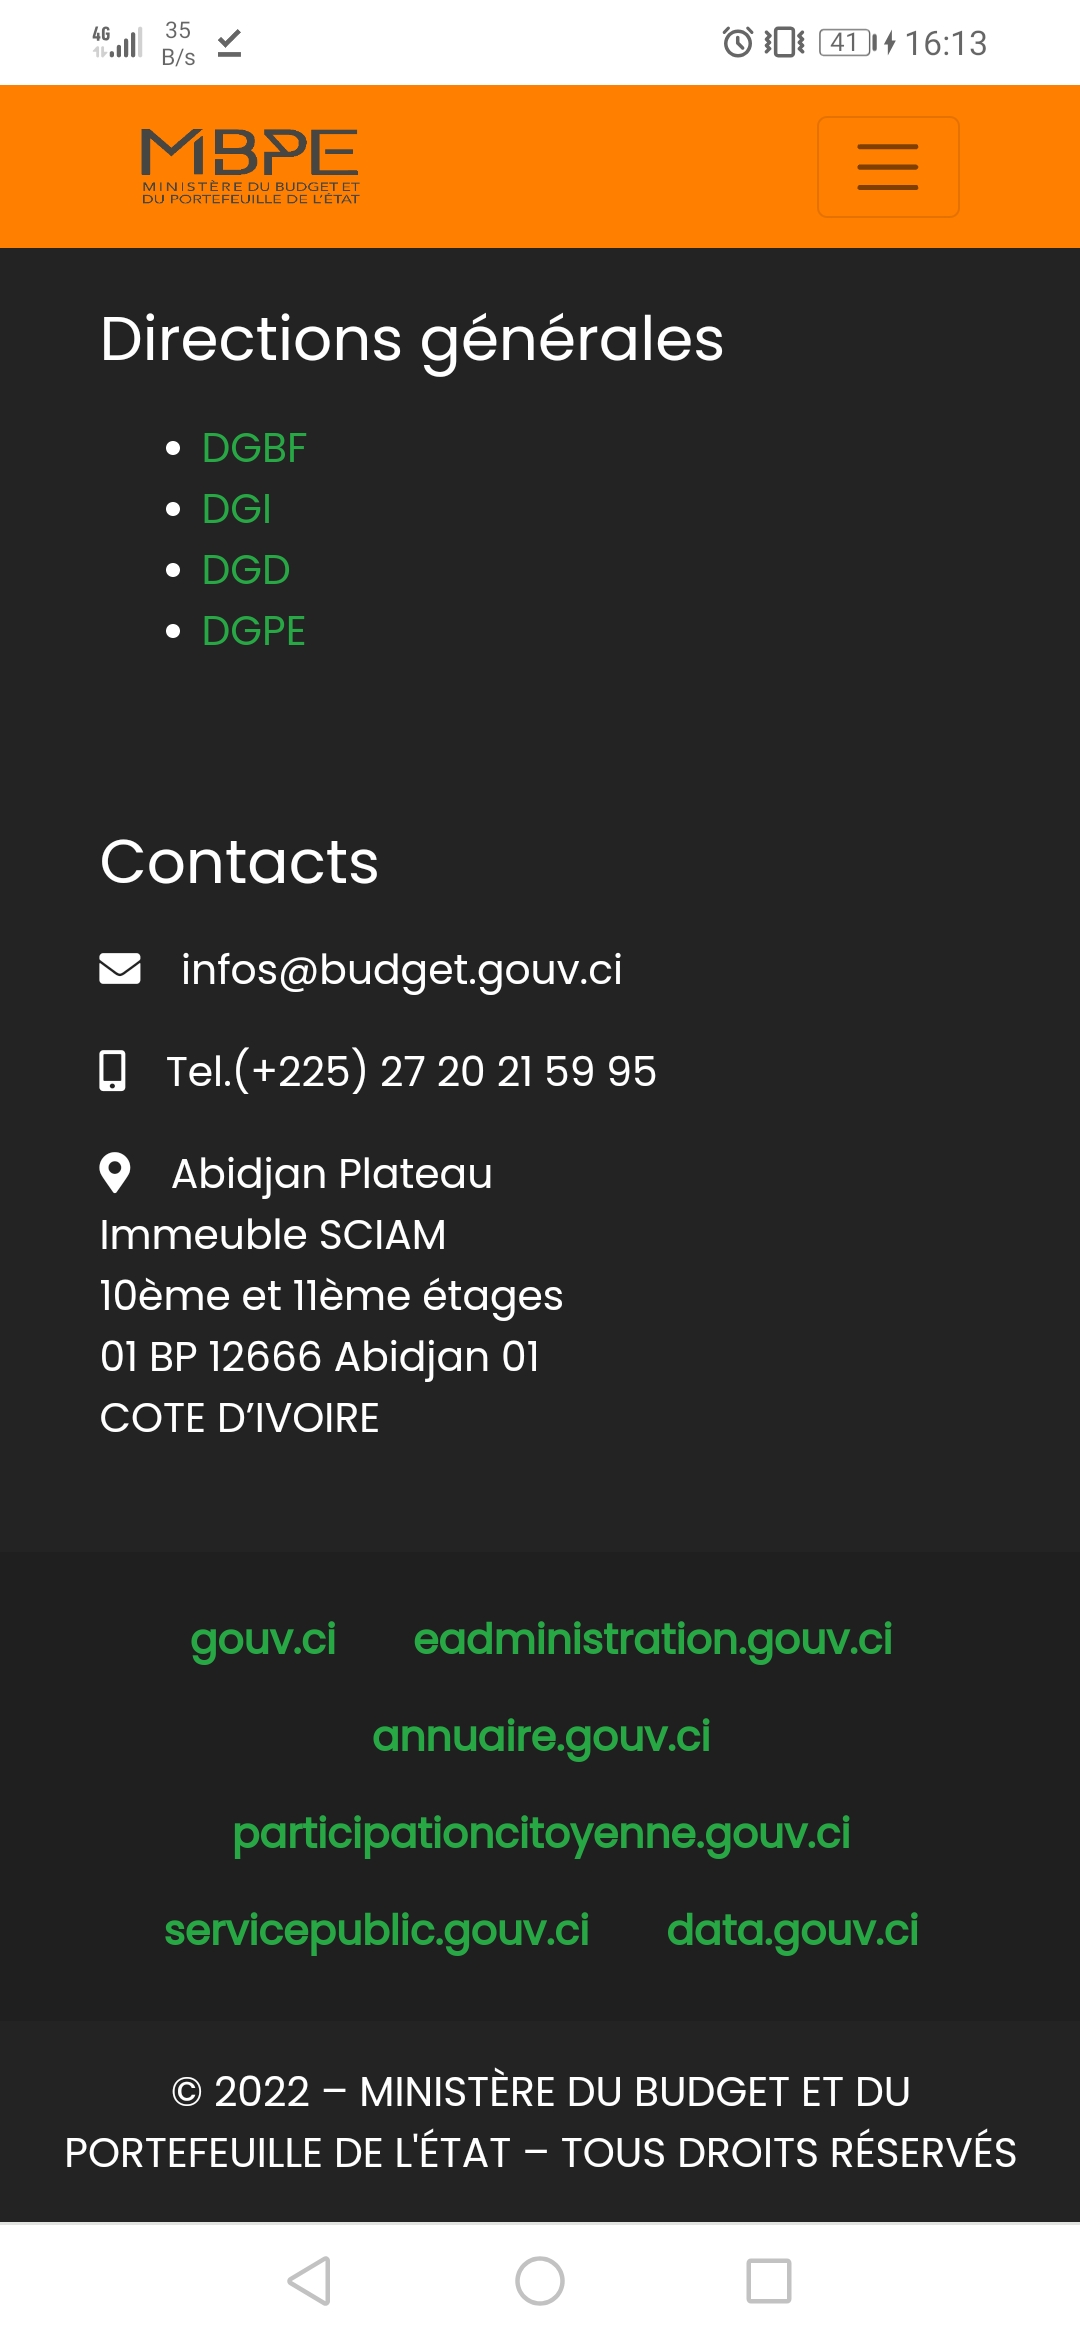 4G 35 B/s 41 16:13
MBPE
MINISTÈRE DU BUDGET ET
DU PORTEFEUILLE DE L'ÉTAT
Directions générales
DGBF
DGI
DGD
DGPE
Contacts
infos@budget.gouv.ci
Tel.(+225) 27 20 21 59 95
Abidjan Plateau
Immeuble SCIAM
10ème et 11ème étages
01 BP 12666 Abidjan 01
COTE D’IVOIRE
gouv.ci eadministration.gouv.ci
annuaire.gouv.ci
participationcitoyenne.gouv.ci
servicepublic.gouv.ci data.gouv.ci
© 2022 – MINISTÈRE DU BUDGET ET DU
PORTEFEUILLE DE L'ÉTAT – TOUS DROITS RÉSERVÉS